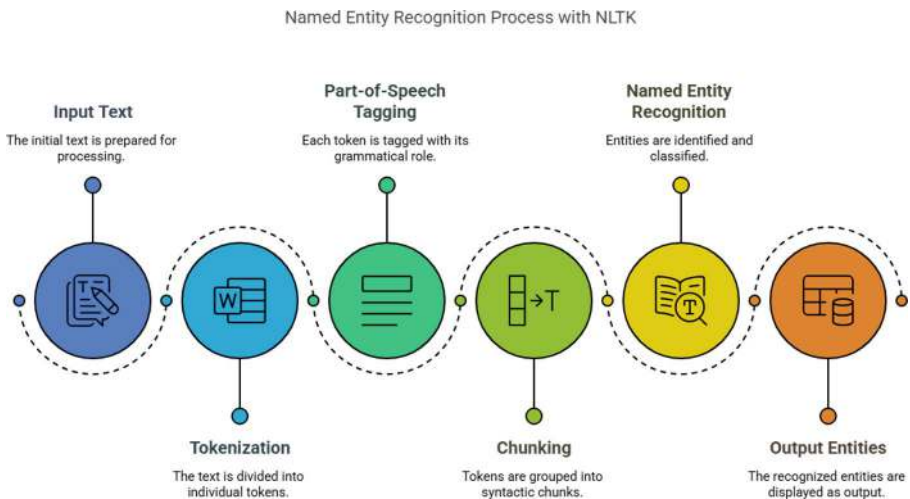 Named Entity Recognition Process with NLTK
Input Text
The initial text is prepared for
processing.
Part-of-Speech
Tagging
Each token is tagged with its
grammatical role.
Named Entity
Recognition
Entities are identified and
classified.
T
W
T
T
Tokenization
The text is divided into
individual tokens.
Chunking
Tokens are grouped into
syntactic chunks.
Output Entities
The recognized entities are
displayed as output.